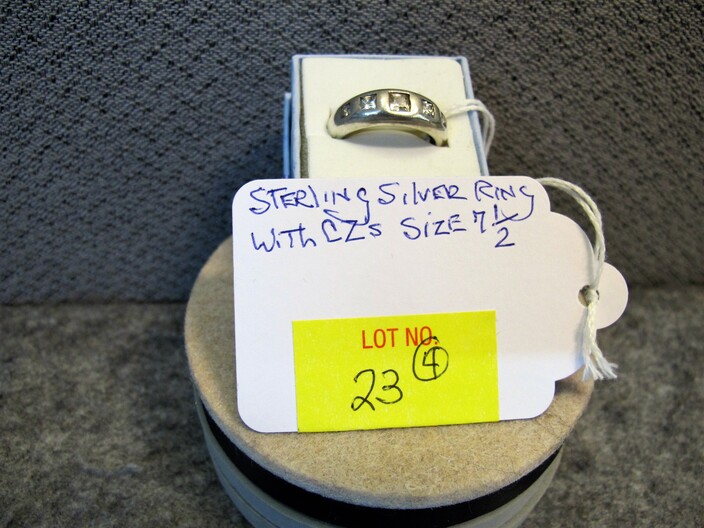 STERlING SilVER RiNg
WiTh CZ's SiZE 7 1/2
LOT NO.
23 4